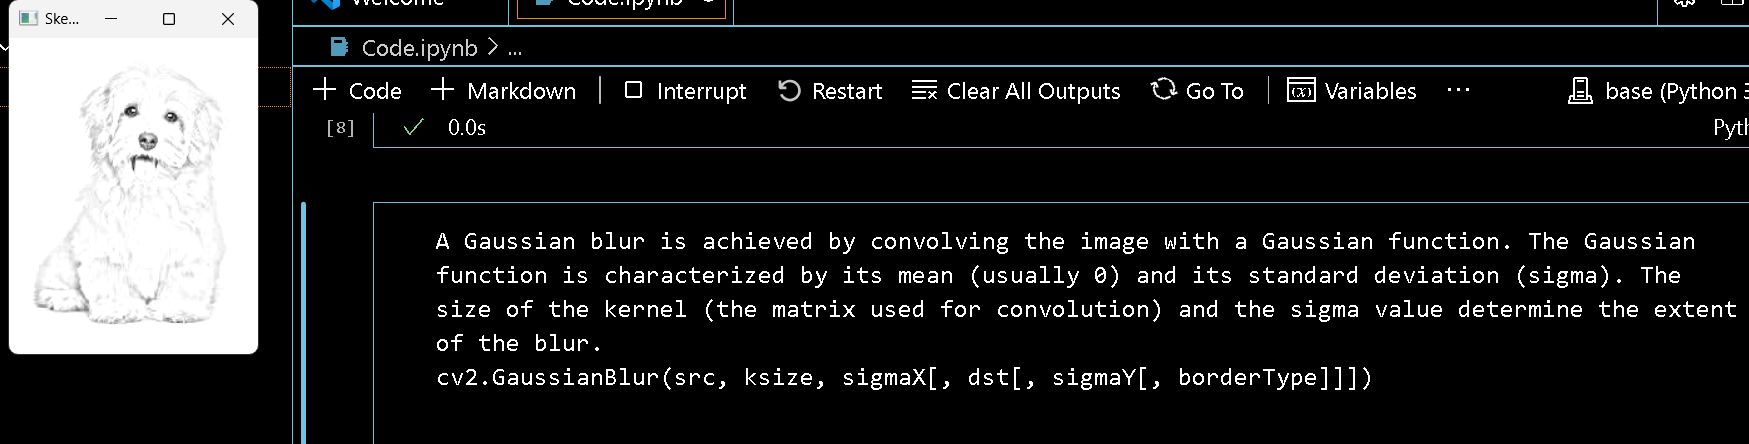 Ske...
Welcome
Code.ipynb
Code.ipynb > ...
+ Code + Markdown Interrupt Restart Clear All Outputs Go To Variables ... base (Python 3
[8] 0.0s
Pyth
A Gaussian blur is achieved by convolving the image with a Gaussian function. The Gaussian
function is characterized by its mean (usually 0) and its standard deviation (sigma). The
size of the kernel (the matrix used for convolution) and the sigma value determine the extent
of the blur.
cv2.GaussianBlur(src, ksize, sigmaX[, dst[, sigmaY[, borderType]]])